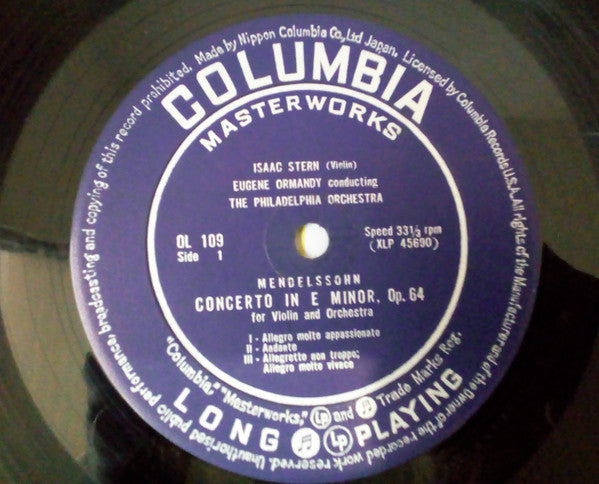 Made by Nippon Columbia Co., Ltd Japan. Licensed by Columbia Records U.S.A. All rights of the Manufacturer and of the Owner of the recorded work reserved. Unauthorised public performance, broadcasting and copying of this record prohibited.
COLUMBIA
MASTERWORKS
ISAAC STERN (Violin)
EUGENE ORMANDY conducting
THE PHILADELPHIA ORCHESTRA
OL 109
Side 1
Speed 33⅓ rpm
(XLP 45690)
MENDELSSOHN
CONCERTO IN E MINOR, Op. 64
for Violin and Orchestra
I - Allegro molto appassionato
II - Andante
III - Allegretto non troppo;
Allegro molto vivace
"Columbia," "Masterworks," Lp and Trade Marks Reg.
LONG Lp PLAYING